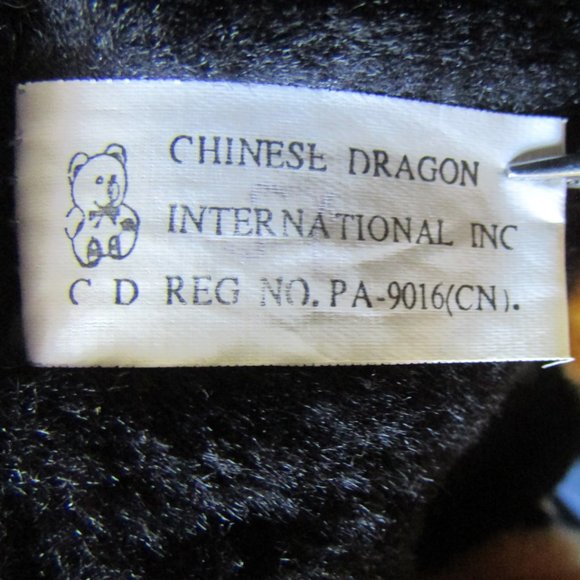 CHINESE DRAGON
INTERNATIONAL INC
C D REG NO. PA-9016(CN).